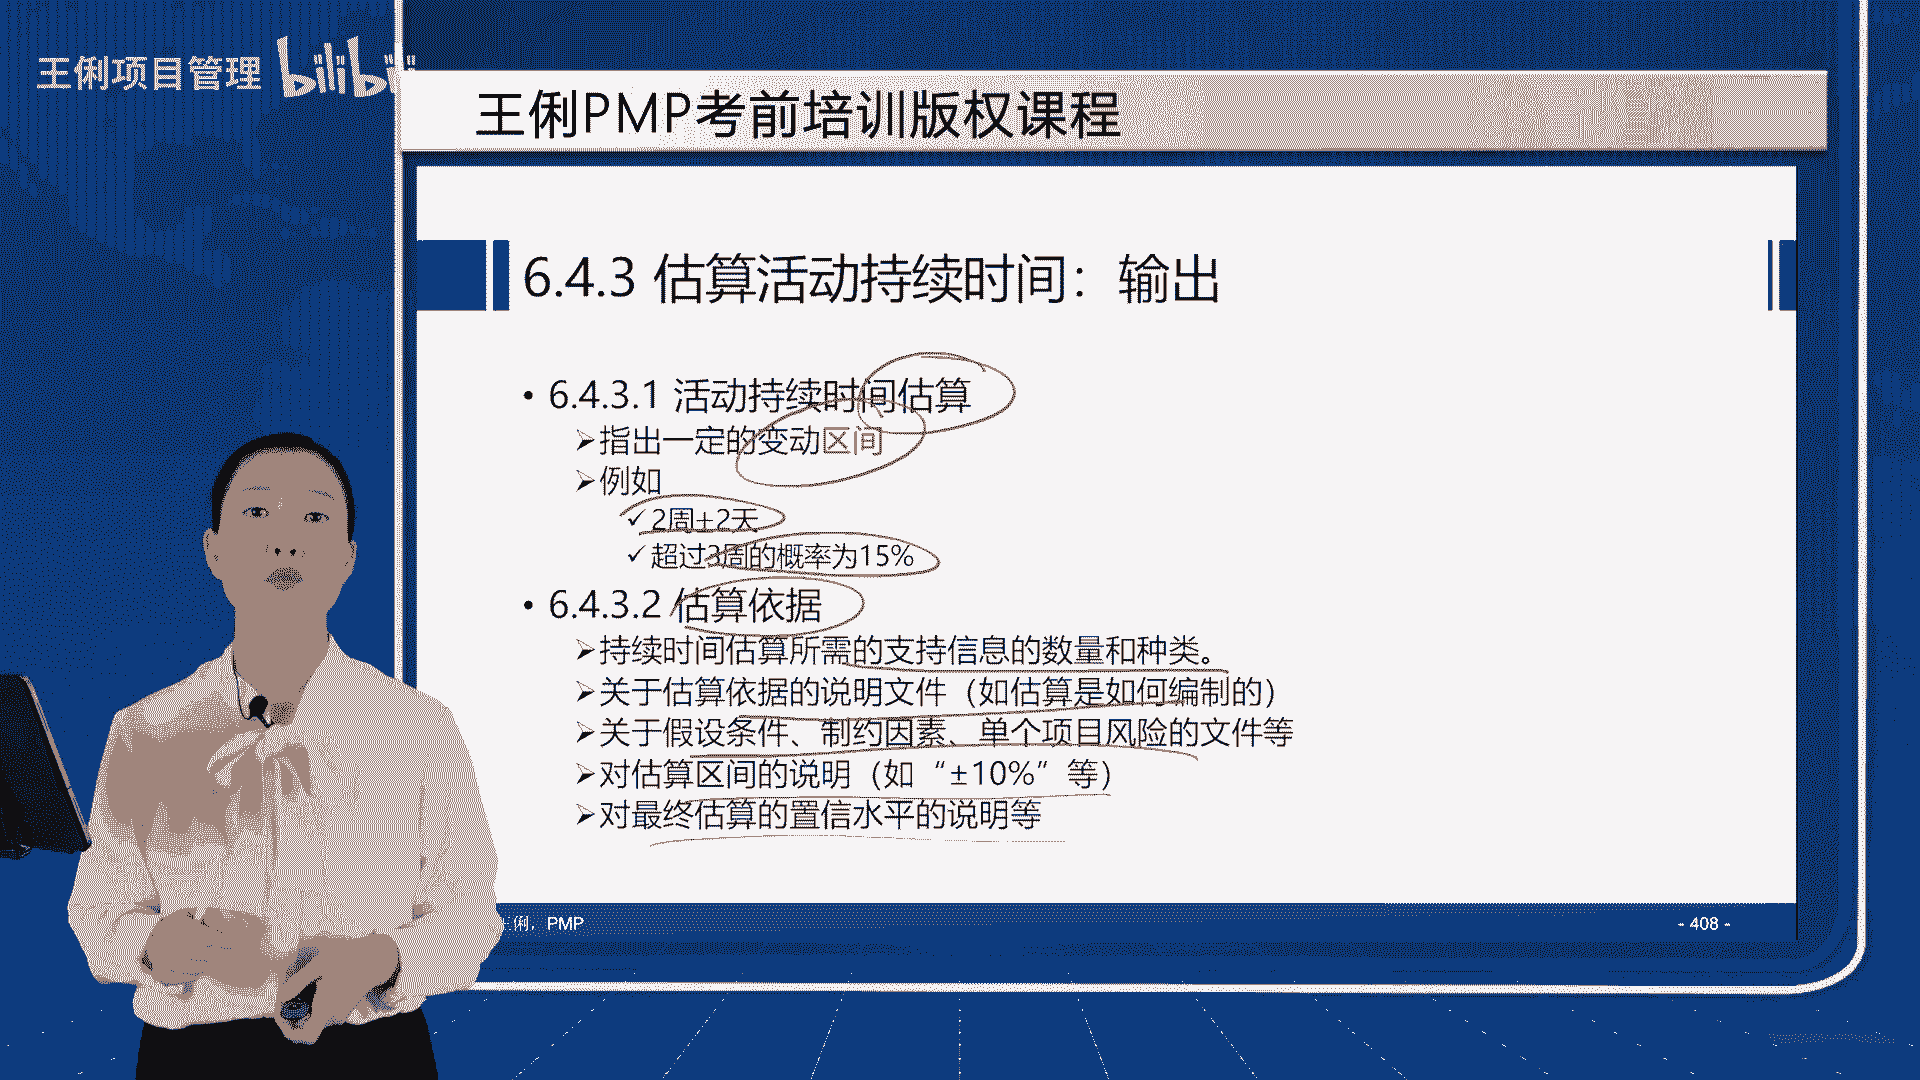 王俐项目管理 bilibili
王俐PMP考前培训版权课程
6.4.3 估算活动持续时间：输出
• 6.4.3.1 活动持续时间估算
➢指出一定的变动区间
➢例如
✓ 2周±2天
✓ 超过3周的概率为15%
• 6.4.3.2 估算依据
➢持续时间估算所需的支持信息的数量和种类。
➢关于估算依据的说明文件（如估算是如何编制的）
➢关于假设条件、制约因素、单个项目风险的文件等
➢对估算区间的说明（如“±10%”等）
➢对最终估算的置信水平的说明等
俐，PMP
- 408 -